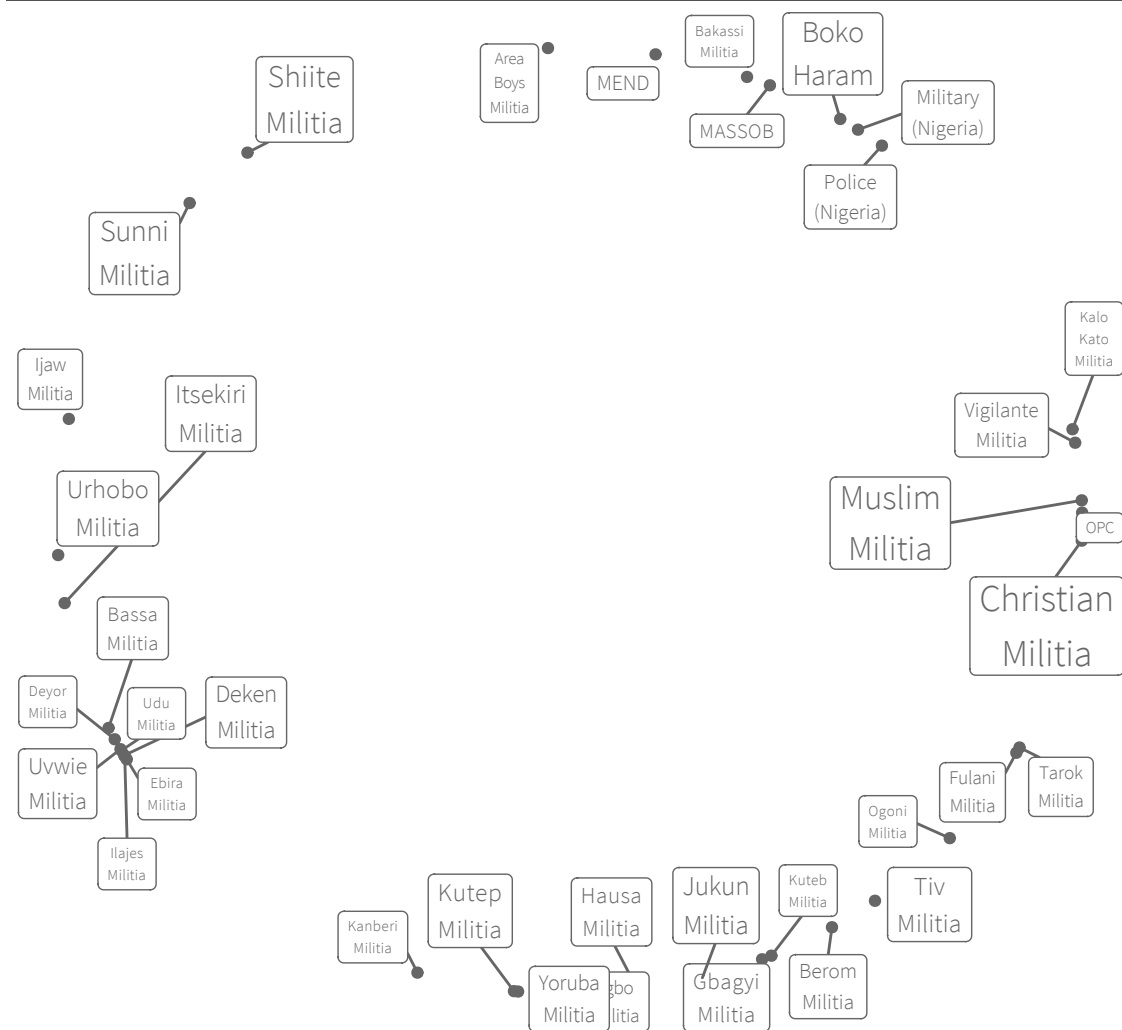 Shiite
Militia
Area
Boys
Militia
MEND
Bakassi
Militia
MASSOB
Boko
Haram
Military
(Nigeria)
Police
(Nigeria)
Sunni
Militia
Ijaw
Militia
Itsekiri
Militia
Kalo
Kato
Militia
Vigilante
Militia
Urhobo
Militia
Muslim
Militia
OPC
Christian
Militia
Bassa
Militia
Deyor
Militia
Udu
Militia
Deken
Militia
Uvwie
Militia
Ebira
Militia
Ilajes
Militia
Fulani
Militia
Tarok
Militia
Ogoni
Militia
Kanberi
Militia
Kutep
Militia
Hausa
Militia
Jukun
Militia
Kuteb
Militia
Tiv
Militia
Yoruba
Militia
Gbagyi
Militia
Berom
Militia